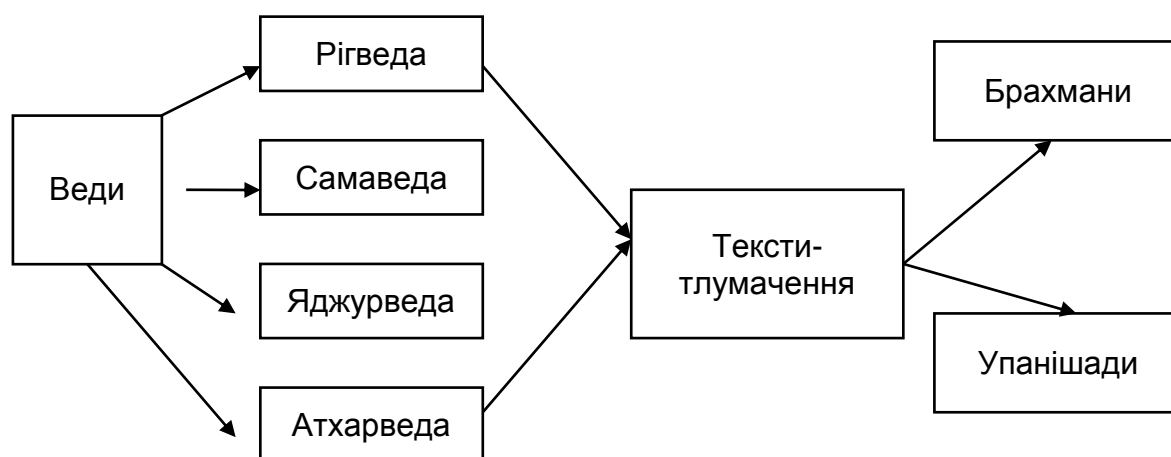 Веди
Рігведа
Самаведа
Яджурведа
Атхарведа
Тексти-
тлумачення
Брахмани
Упанішади